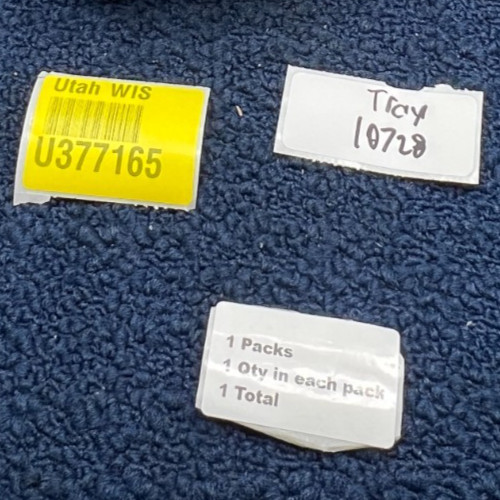 Utah WIS
U377165
Tray
10728
1 Packs
1 Qty in each pack
1 Total